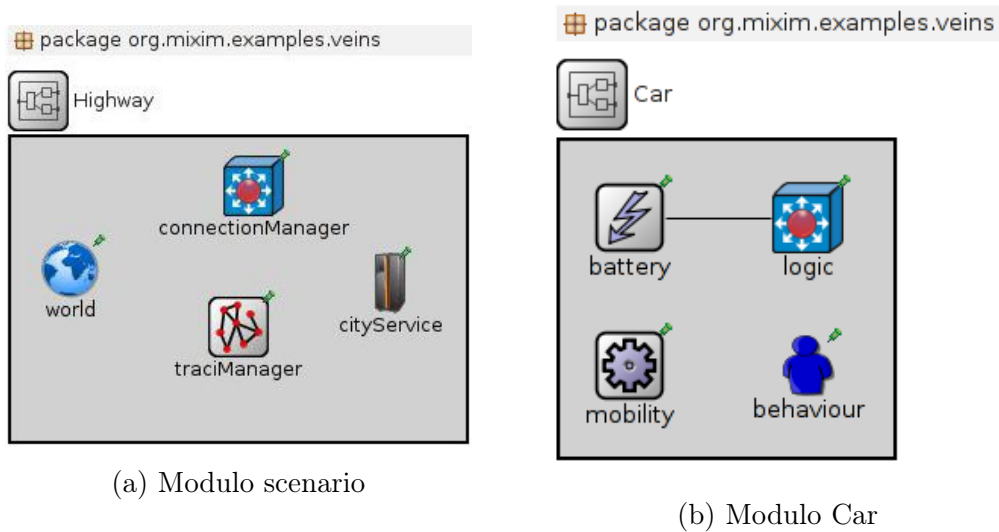 package org.mixim.examples.veins
Highway
connectionManager
world
cityService
traciManager
(a) Modulo scenario
package org.mixim.examples.veins
Car
battery
logic
mobility
behaviour
(b) Modulo Car